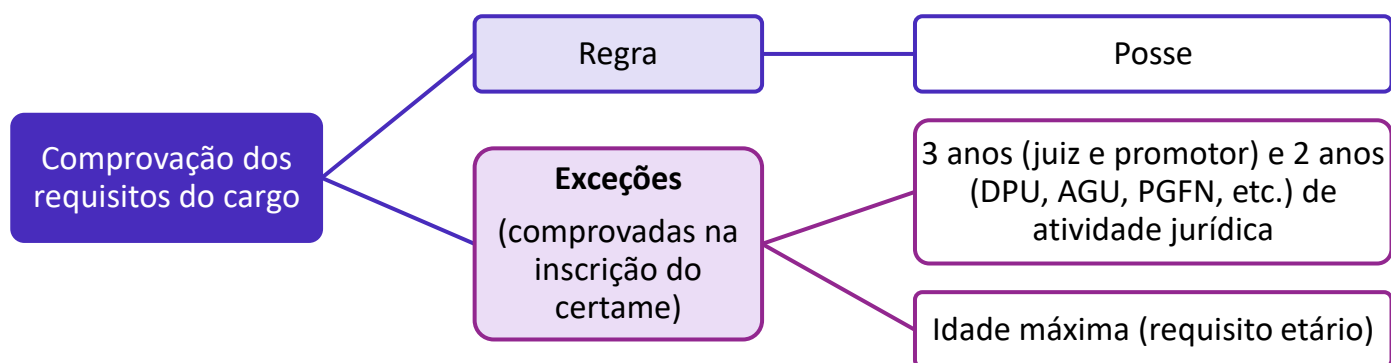 Comprovação dos
requisitos do cargo
Regra
Posse
Exceções
(comprovadas na
inscrição do
certame)
3 anos (juiz e promotor) e 2 anos
(DPU, AGU, PGFN, etc.) de
atividade jurídica
Idade máxima (requisito etário)